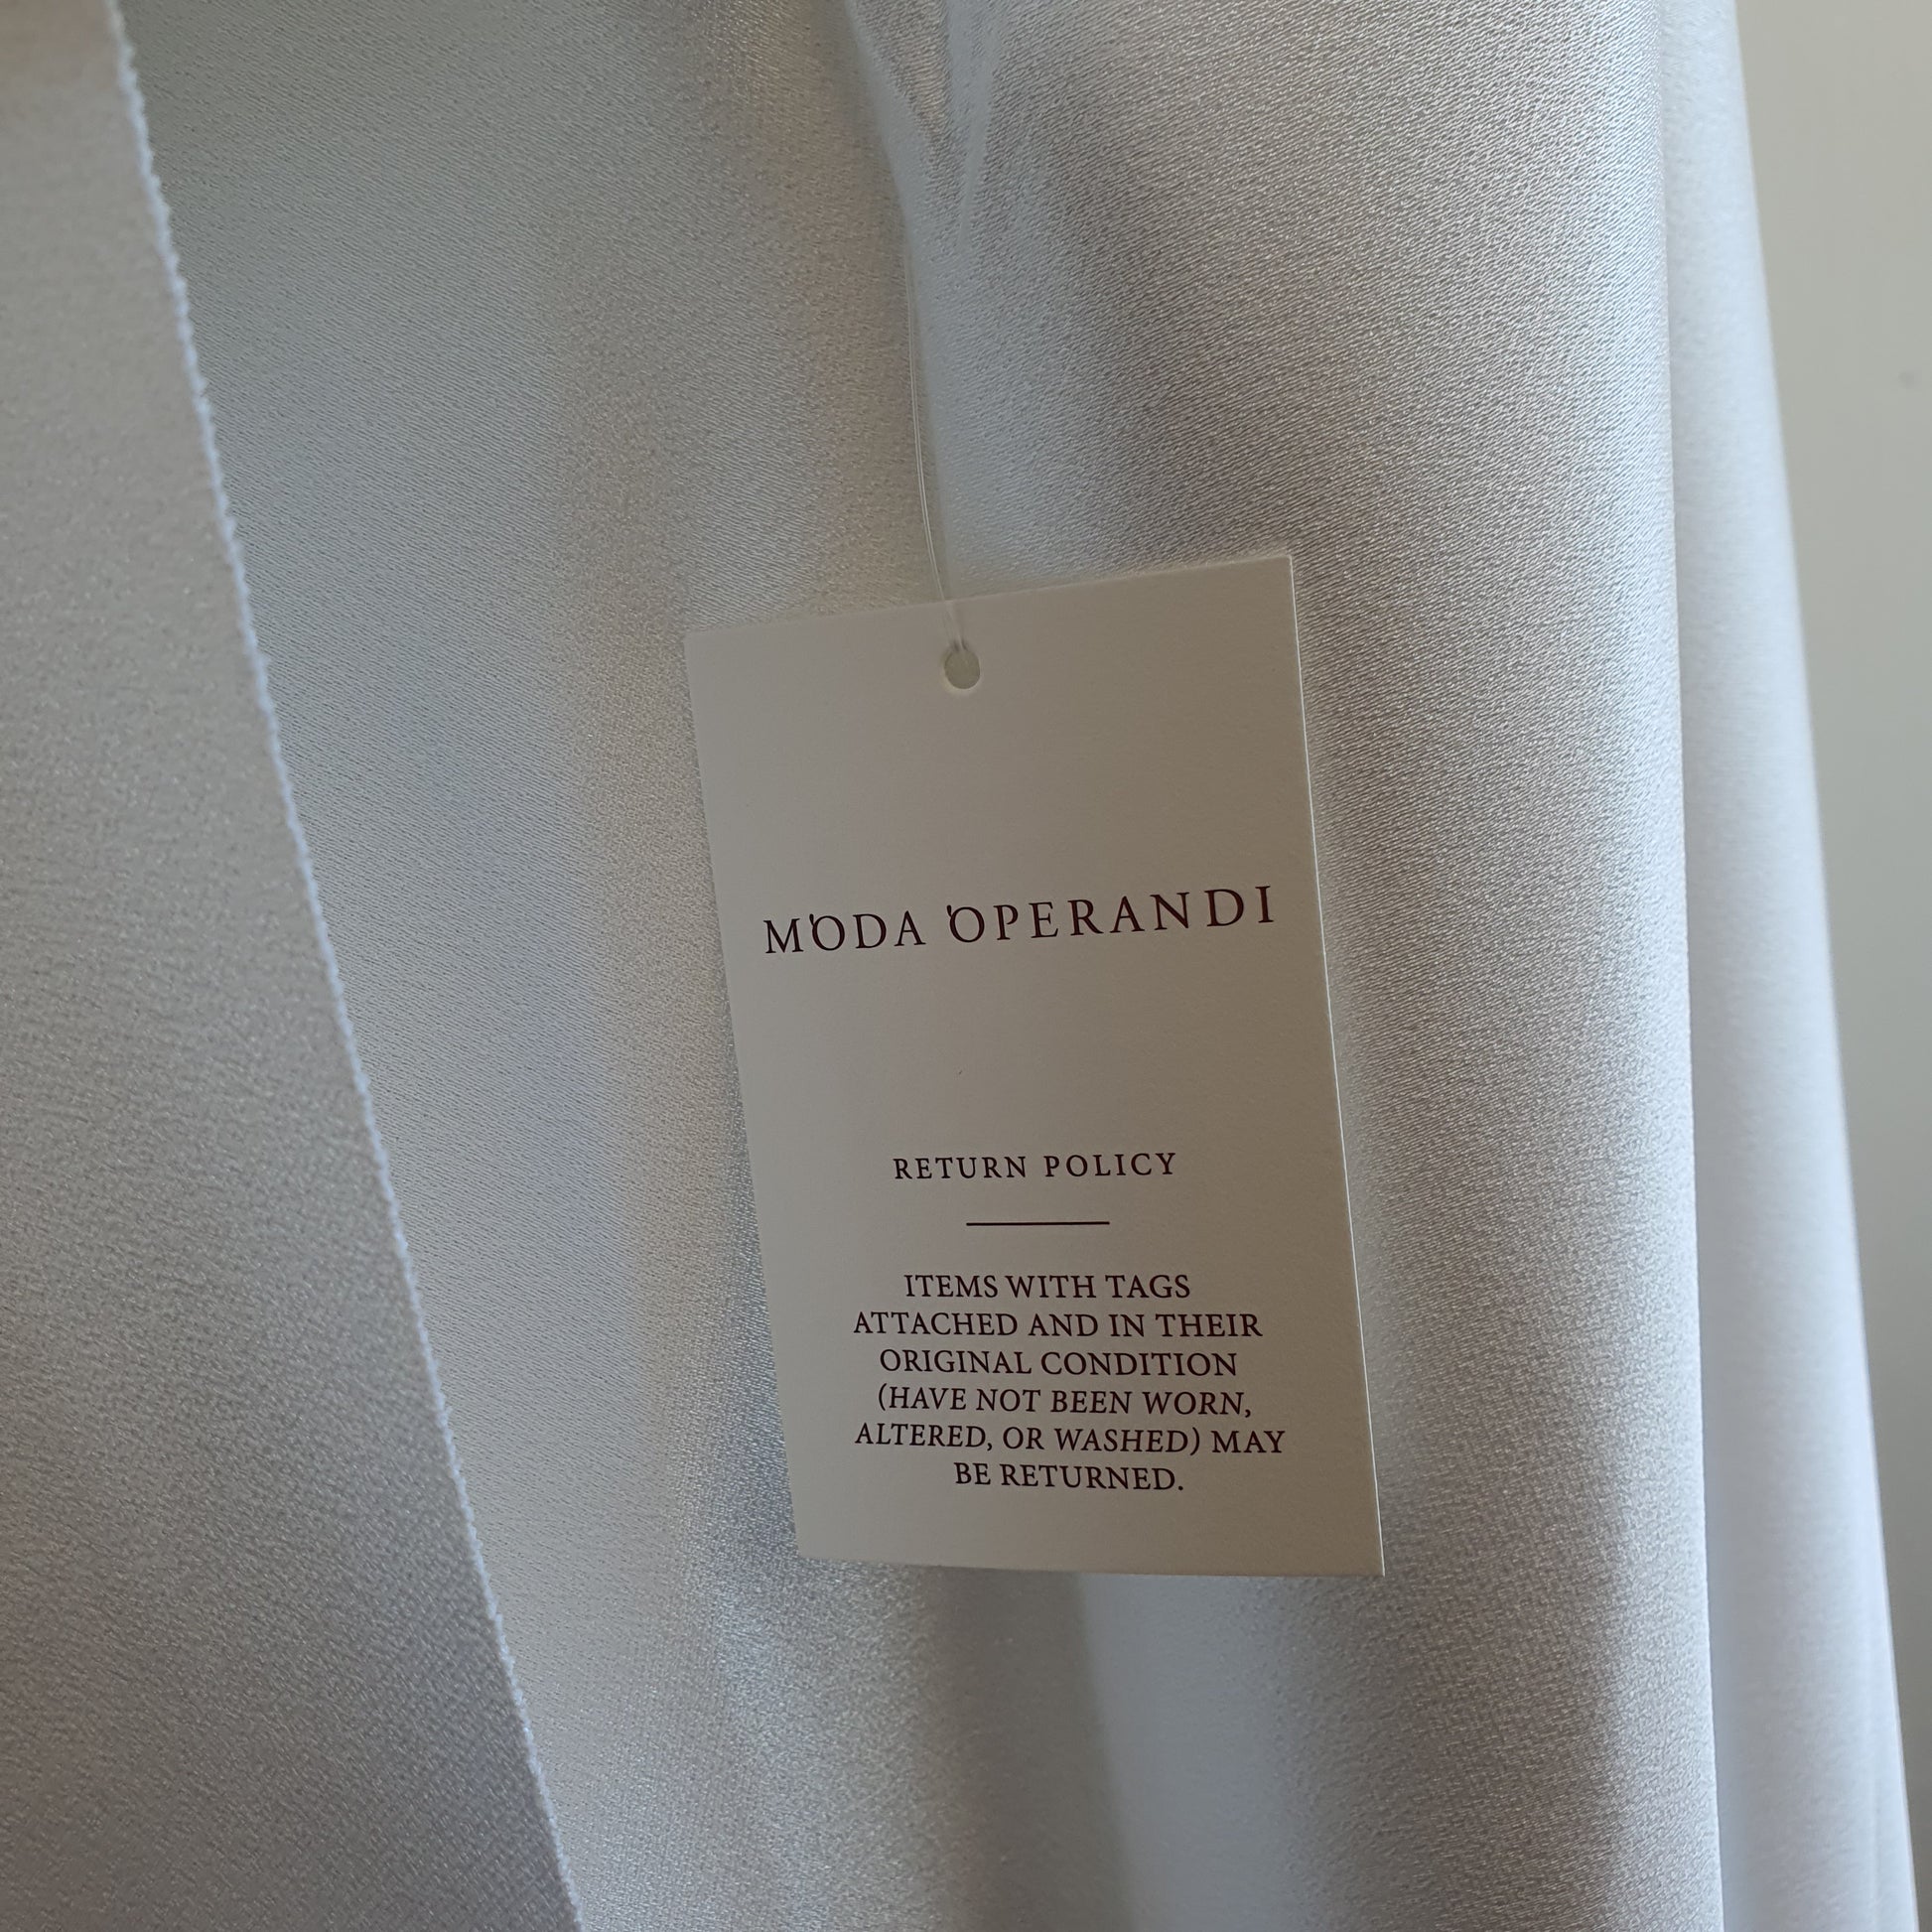 MODA OPERANDI
RETURN POLICY
ITEMS WITH TAGS
ATTACHED AND IN THEIR
ORIGINAL CONDITION
(HAVE NOT BEEN WORN,
ALTERED, OR WASHED) MAY
BE RETURNED.